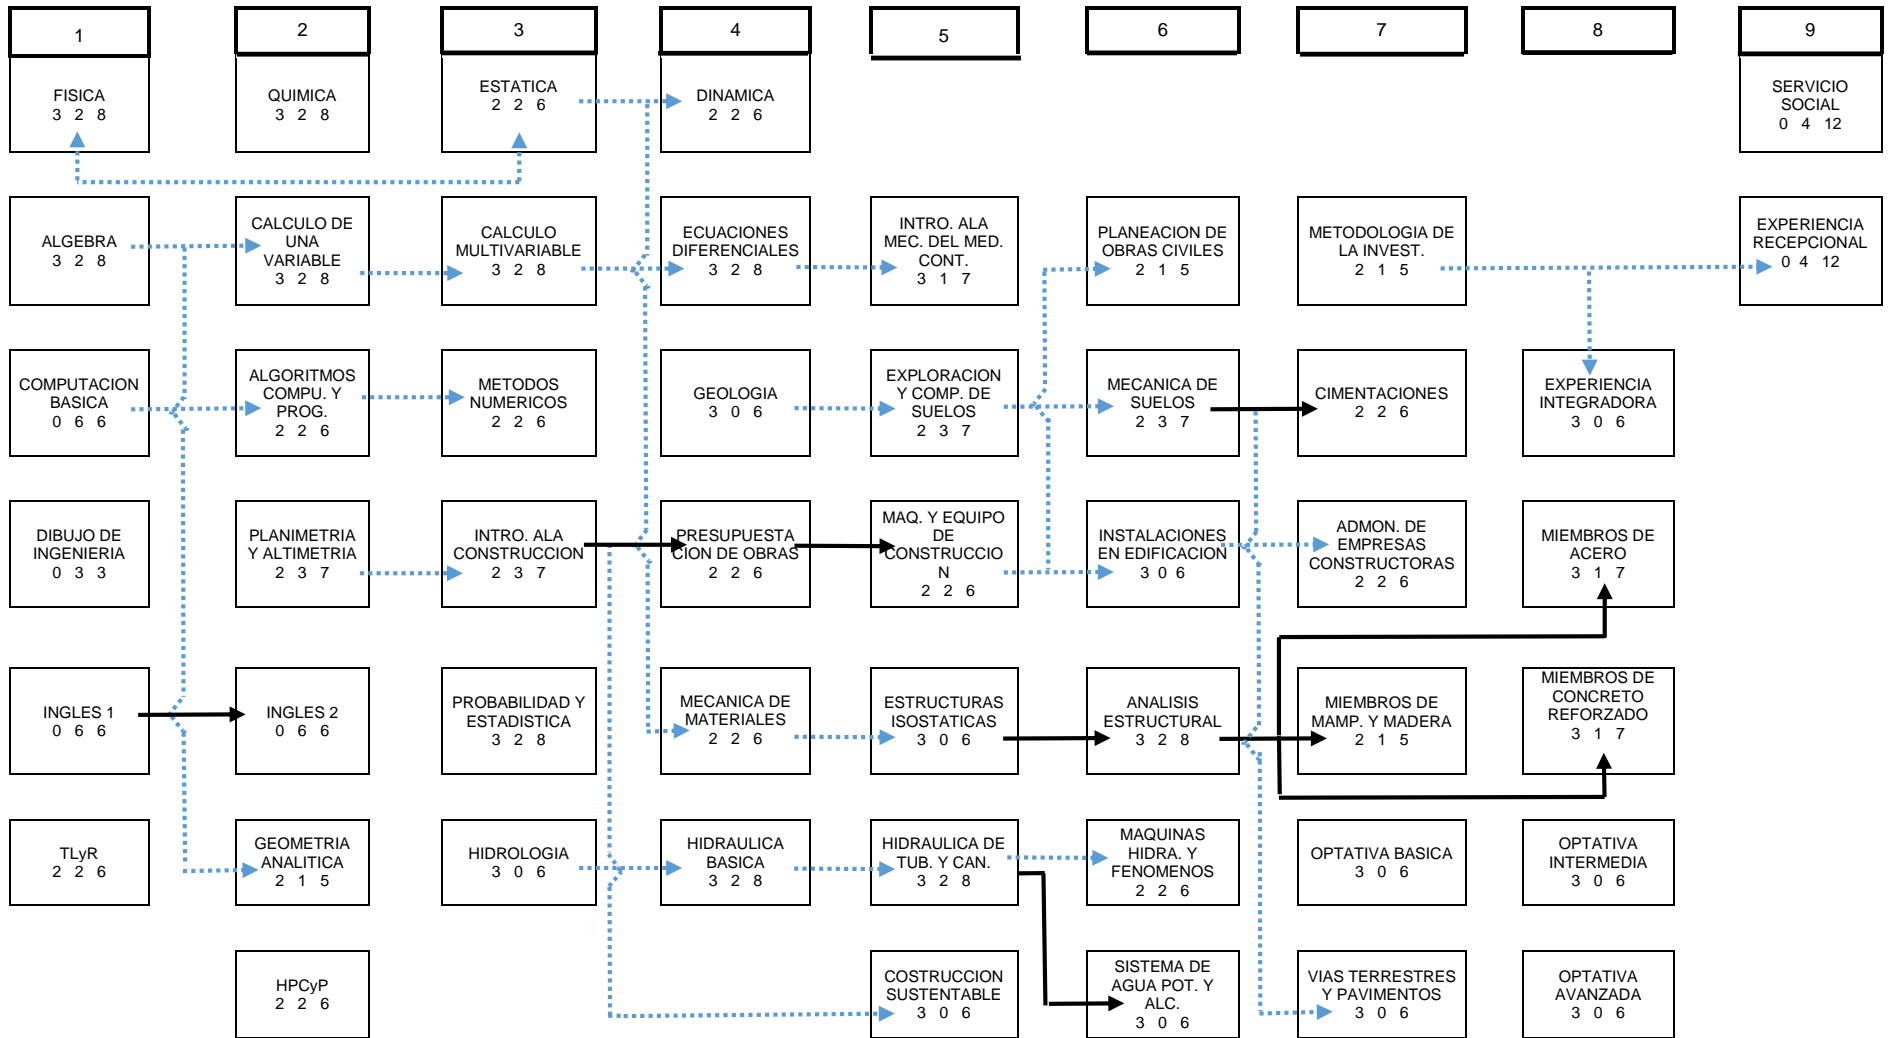 1
2
3
4
5
6
7
8
9
FISICA
3 2 8
QUIMICA
3 2 8
ESTATICA
2 2 6
DINAMICA
2 2 6
SERVICIO
SOCIAL
0 4 12
ALGEBRA
3 2 8
CALCULO DE
UNA
VARIABLE
3 2 8
CALCULO
MULTIVARIABLE
3 2 8
ECUACIONES
DIFERENCIALES
3 2 8
INTRO. ALA
MEC. DEL MED.
CONT.
3 1 7
PLANEACION DE
OBRAS CIVILES
2 1 5
METODOLOGIA DE
LA INVEST.
2 1 5
EXPERIENCIA
RECEPCIONAL
0 4 12
COMPUTACION
BASICA
0 6 6
ALGORITMOS
COMPU. Y
PROG.
2 2 6
METODOS
NUMERICOS
2 2 6
GEOLOGIA
3 0 6
EXPLORACION
Y COMP. DE
SUELOS
2 3 7
MECANICA DE
SUELOS
2 3 7
CIMENTACIONES
2 2 6
EXPERIENCIA
INTEGRADORA
3 0 6
DIBUJO DE
INGENIERIA
0 3 3
PLANIMETRIA
Y ALTIMETRIA
2 3 7
INTRO. ALA
CONSTRUCCION
2 3 7
PRESUPUESTA
CION DE OBRAS
2 2 6
MAQ. Y EQUIPO
DE
CONSTRUCCIO
N
2 2 6
INSTALACIONES
EN EDIFICACION
3 0 6
ADMON. DE
EMPRESAS
CONSTRUCTORAS
2 2 6
MIEMBROS DE
ACERO
3 1 7
INGLES 1
0 6 6
INGLES 2
0 6 6
PROBABILIDAD Y
ESTADISTICA
3 2 8
MECANICA DE
MATERIALES
2 2 6
ESTRUCTURAS
ISOSTATICAS
3 0 6
ANALISIS
ESTRUCTURAL
3 2 8
MIEMBROS DE
MAMP. Y MADERA
2 1 5
MIEMBROS DE
CONCRETO
REFORZADO
3 1 7
TLyR
2 2 6
GEOMETRIA
ANALITICA
2 1 5
HIDROLOGIA
3 0 6
HIDRAULICA
BASICA
3 2 8
HIDRAULICA DE
TUB. Y CAN.
3 2 8
MAQUINAS
HIDRA. Y
FENOMENOS
2 2 6
OPTATIVA BASICA
3 0 6
OPTATIVA
INTERMEDIA
3 0 6
HPCyP
2 2 6
COSTRUCCION
SUSTENTABLE
3 0 6
SISTEMA DE
AGUA POT. Y
ALC.
3 0 6
VIAS TERRESTRES
Y PAVIMENTOS
3 0 6
OPTATIVA
AVANZADA
3 0 6